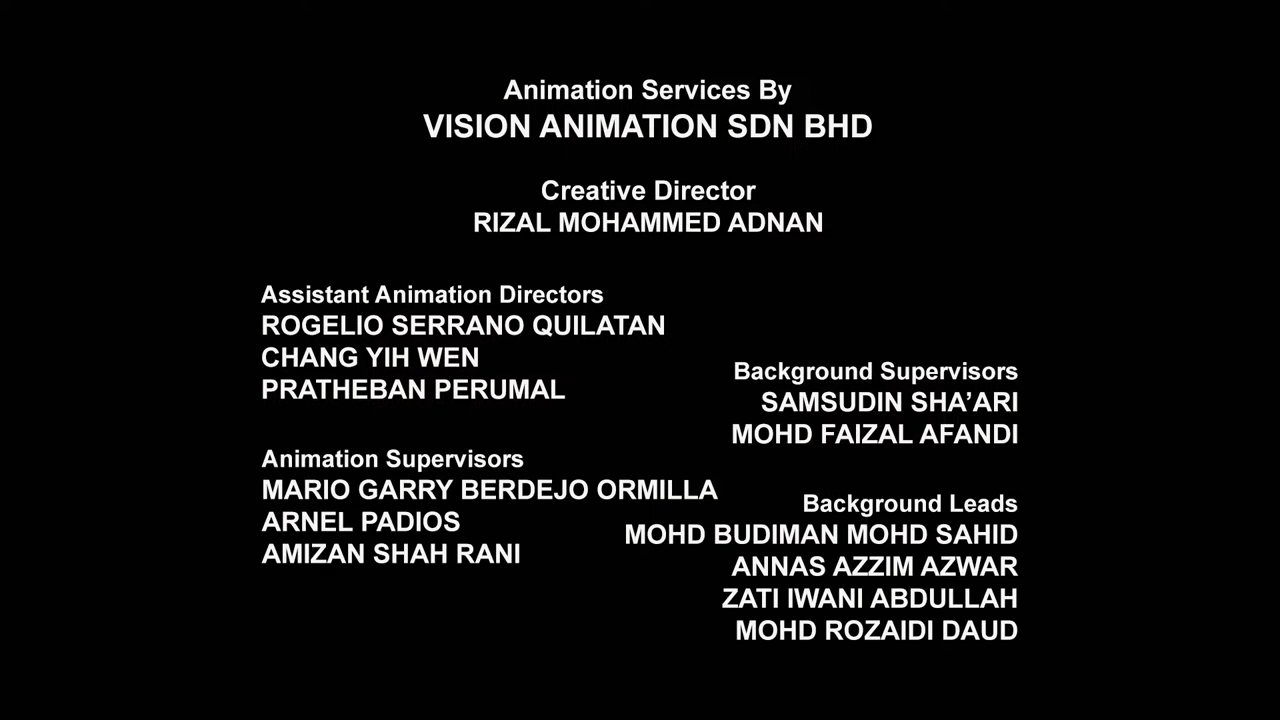 Animation Services By
VISION ANIMATION SDN BHD
Creative Director
RIZAL MOHAMMED ADNAN
Assistant Animation Directors
ROGELIO SERRANO QUILATAN
CHANG YIH WEN
PRATHEBAN PERUMAL
Animation Supervisors
MARIO GARRY BERDEJO ORMILLA
ARNEL PADIOS
AMIZAN SHAH RANI
Background Supervisors
SAMSUDIN SHA’ARI
MOHD FAIZAL AFANDI
Background Leads
MOHD BUDIMAN MOHD SAHID
ANNAS AZZIM AZWAR
ZATI IWANI ABDULLAH
MOHD ROZAIDI DAUD